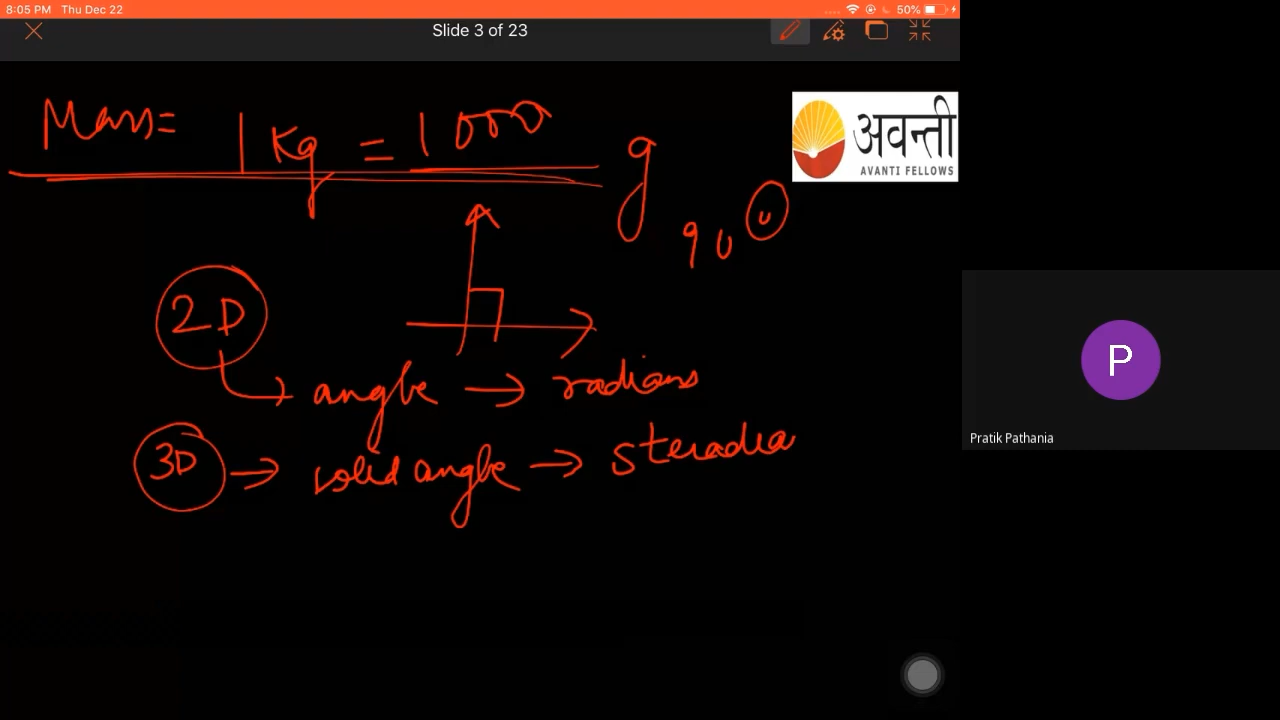 8:05 PM Thu Dec 22
50%
Slide 3 of 23
Mass= 1 Kg = 1000 g
अवन्ती
AVANTI FELLOWS
90
2D
angle → radians
3D → solid angle → steradia
P
Pratik Pathania